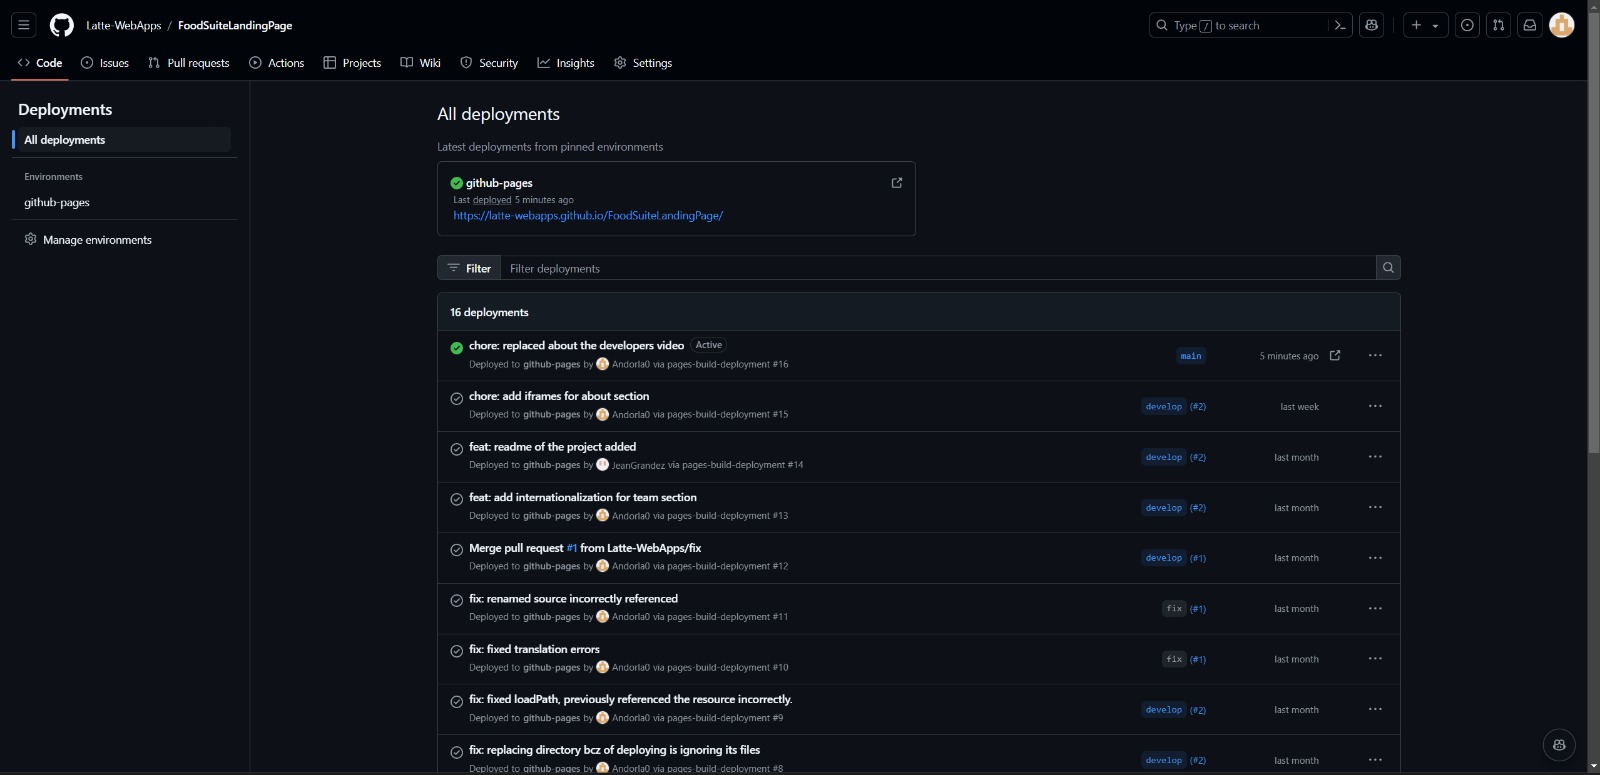 Latte-WebApps / FoodSuiteLandingPage
Type / to search
Code Issues Pull requests Actions Projects Wiki Security Insights Settings
Deployments
All deployments
Environments
github-pages
Manage environments
All deployments
Latest deployments from pinned environments
github-pages
Last deployed 5 minutes ago
https://latte-webapps.github.io/FoodSuiteLandingPage/
Filter Filter deployments
16 deployments
chore: replaced about the developers video Active
Deployed to github-pages by Andorla0 via pages-build-deployment #16
main 5 minutes ago
chore: add iframes for about section
Deployed to github-pages by Andorla0 via pages-build-deployment #15
develop (#2) last week
feat: readme of the project added
Deployed to github-pages by JeanGrandez via pages-build-deployment #14
develop (#2) last month
feat: add internationalization for team section
Deployed to github-pages by Andorla0 via pages-build-deployment #13
develop (#2) last month
Merge pull request #1 from Latte-WebApps/fix
Deployed to github-pages by Andorla0 via pages-build-deployment #12
develop (#1) last month
fix: renamed source incorrectly referenced
Deployed to github-pages by Andorla0 via pages-build-deployment #11
fix (#1) last month
fix: fixed translation errors
Deployed to github-pages by Andorla0 via pages-build-deployment #10
fix (#1) last month
fix: fixed loadPath, previously referenced the resource incorrectly.
Deployed to github-pages by Andorla0 via pages-build-deployment #9
develop (#2) last month
fix: replacing directory bcz of deploying is ignoring its files
Deployed to github-pages by Andorla0 via pages-build-deployment #8
develop (#2) last month